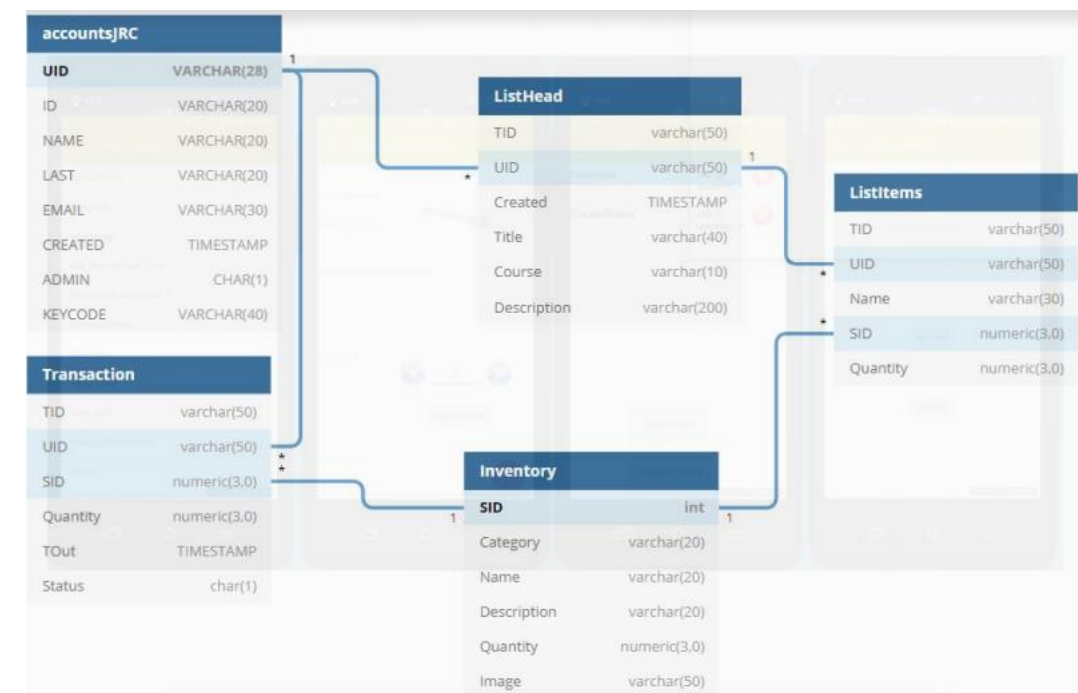 accountsJRC
UID VARCHAR(28)
ID VARCHAR(20)
NAME VARCHAR(20)
LAST VARCHAR(20)
EMAIL VARCHAR(30)
CREATED TIMESTAMP
ADMIN CHAR(1)
KEYCODE VARCHAR(40)
Transaction
TID varchar(50)
UID varchar(50)
SID numeric(3,0)
Quantity numeric(3,0)
TOut TIMESTAMP
Status char(1)
1
*
*
*
ListHead
TID varchar(50)
UID varchar(50)
Created TIMESTAMP
Title varchar(40)
Course varchar(10)
Description varchar(200)
1
Inventory
1
SID int
1
Category varchar(20)
Name varchar(20)
Description varchar(20)
Quantity numeric(3,0)
Image varchar(50)
ListItems
TID varchar(50)
UID varchar(50)
*
Name varchar(30)
*
SID numeric(3,0)
Quantity numeric(3,0)